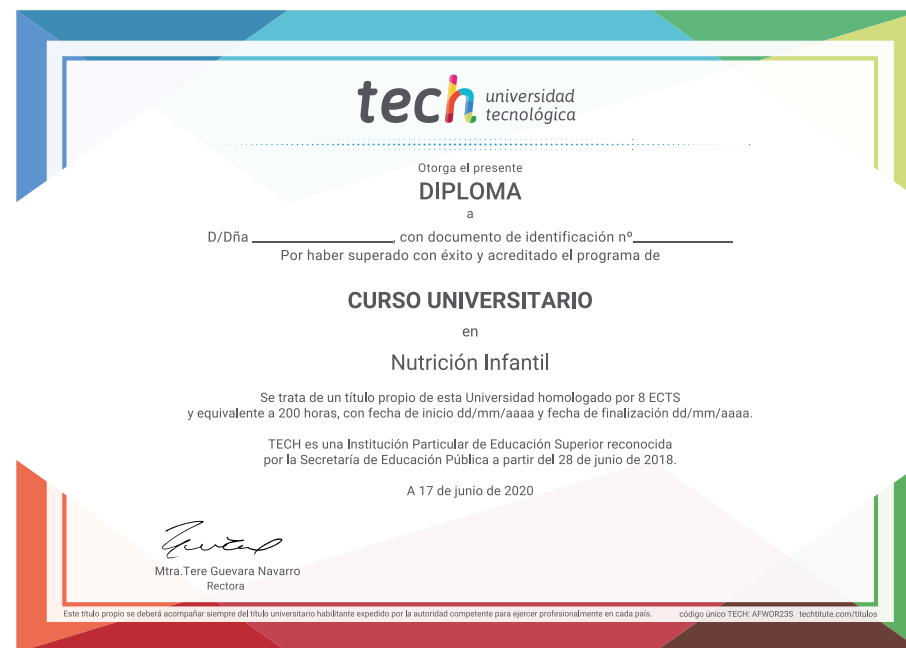 tech universidad
tecnológica
Otorga el presente
DIPLOMA
a
D/Dña ____________________, con documento de identificación nº______________
Por haber superado con éxito y acreditado el programa de
CURSO UNIVERSITARIO
en
Nutrición Infantil
Se trata de un título propio de esta Universidad homologado por 8 ECTS
y equivalente a 200 horas, con fecha de inicio dd/mm/aaaa y fecha de finalización dd/mm/aaaa.
TECH es una Institución Particular de Educación Superior reconocida
por la Secretaría de Educación Pública a partir del 28 de junio de 2018.
A 17 de junio de 2020
Mtra.Tere Guevara Navarro
Rectora
Este título propio se deberá acompañar siempre del título universitario habilitante expedido por la autoridad competente para ejercer profesionalmente en cada país. código único TECH: AFWOR23S techtitute.com/titulos